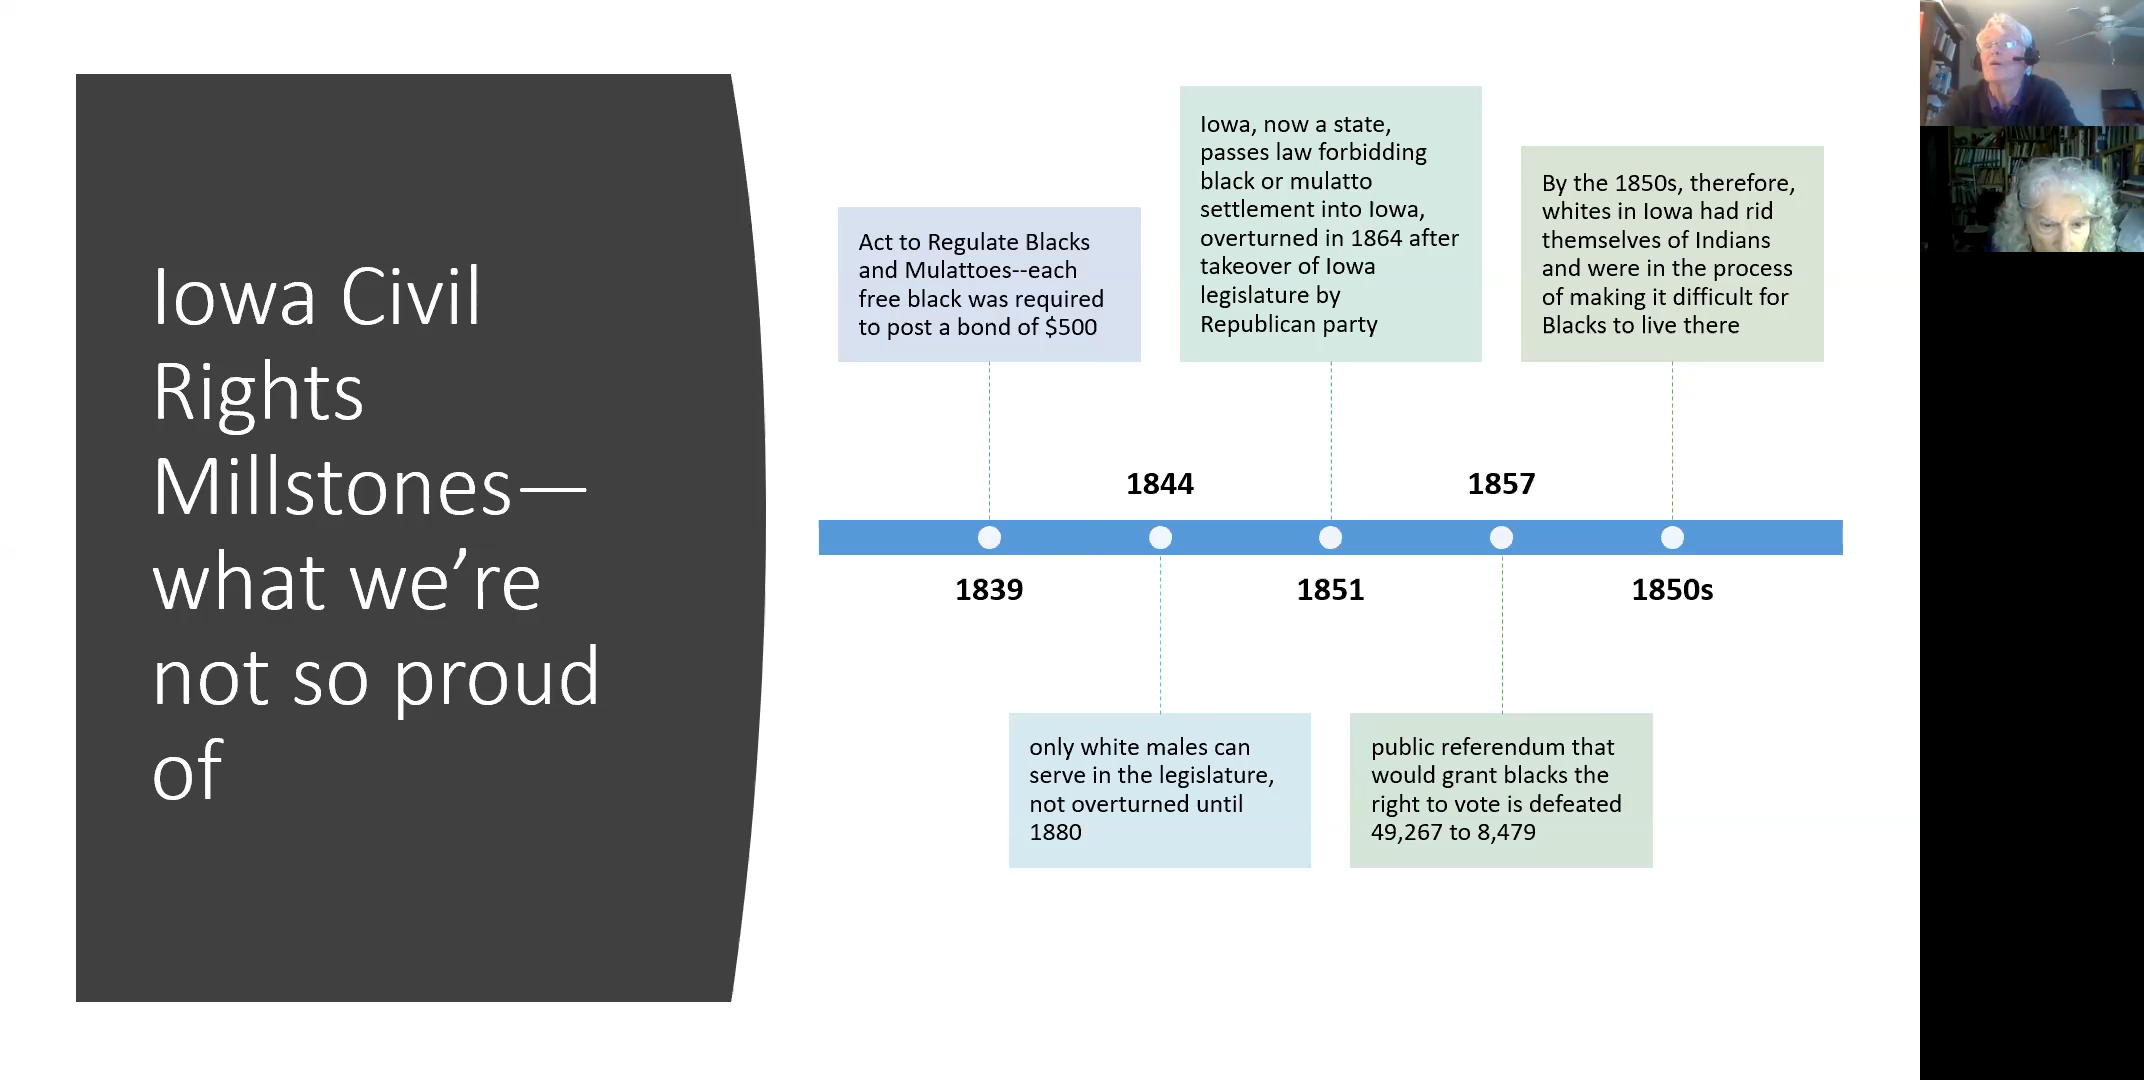 Iowa Civil
Rights
Millstones—
what we’re
not so proud
of
Act to Regulate Blacks
and Mulattoes--each
free black was required
to post a bond of $500
Iowa, now a state,
passes law forbidding
black or mulatto
settlement into Iowa,
overturned in 1864 after
takeover of Iowa
legislature by
Republican party
By the 1850s, therefore,
whites in Iowa had rid
themselves of Indians
and were in the process
of making it difficult for
Blacks to live there
1844
1857
1839
1851
1850s
only white males can
serve in the legislature,
not overturned until
1880
public referendum that
would grant blacks the
right to vote is defeated
49,267 to 8,479